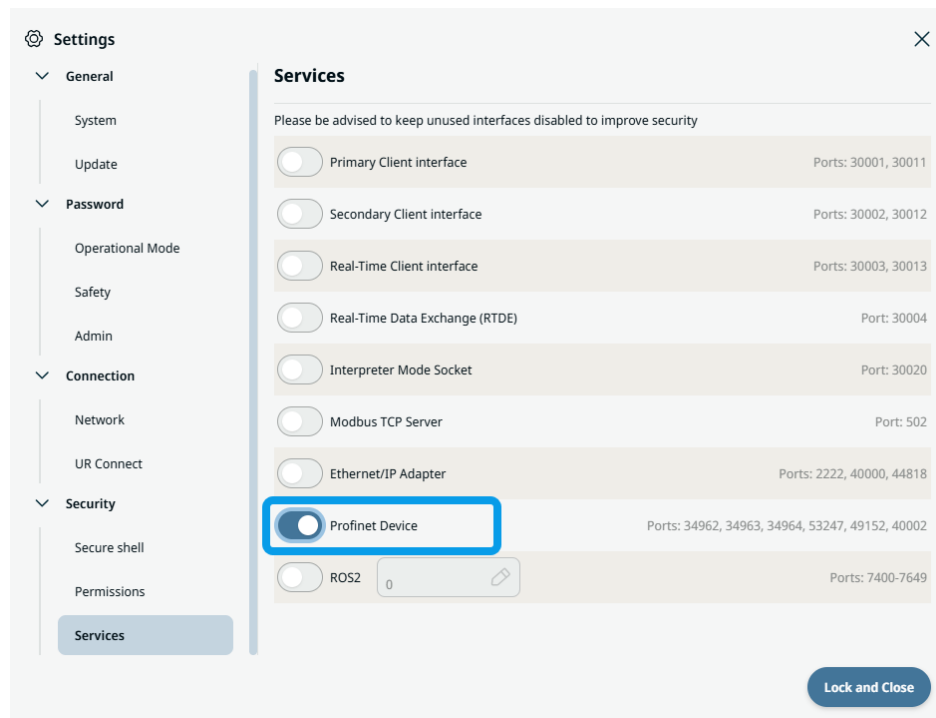 Settings
General
System
Update
Password
Operational Mode
Safety
Admin
Connection
Network
UR Connect
Security
Secure shell
Permissions
Services
Services
Please be advised to keep unused interfaces disabled to improve security
Primary Client interface Ports: 30001, 30011
Secondary Client interface Ports: 30002, 30012
Real-Time Client interface Ports: 30003, 30013
Real-Time Data Exchange (RTDE) Port: 30004
Interpreter Mode Socket Port: 30020
Modbus TCP Server Port: 502
Ethernet/IP Adapter Ports: 2222, 40000, 44818
Profinet Device Ports: 34962, 34963, 34964, 53247, 49152, 40002
ROS2 0 Ports: 7400-7649
Lock and Close